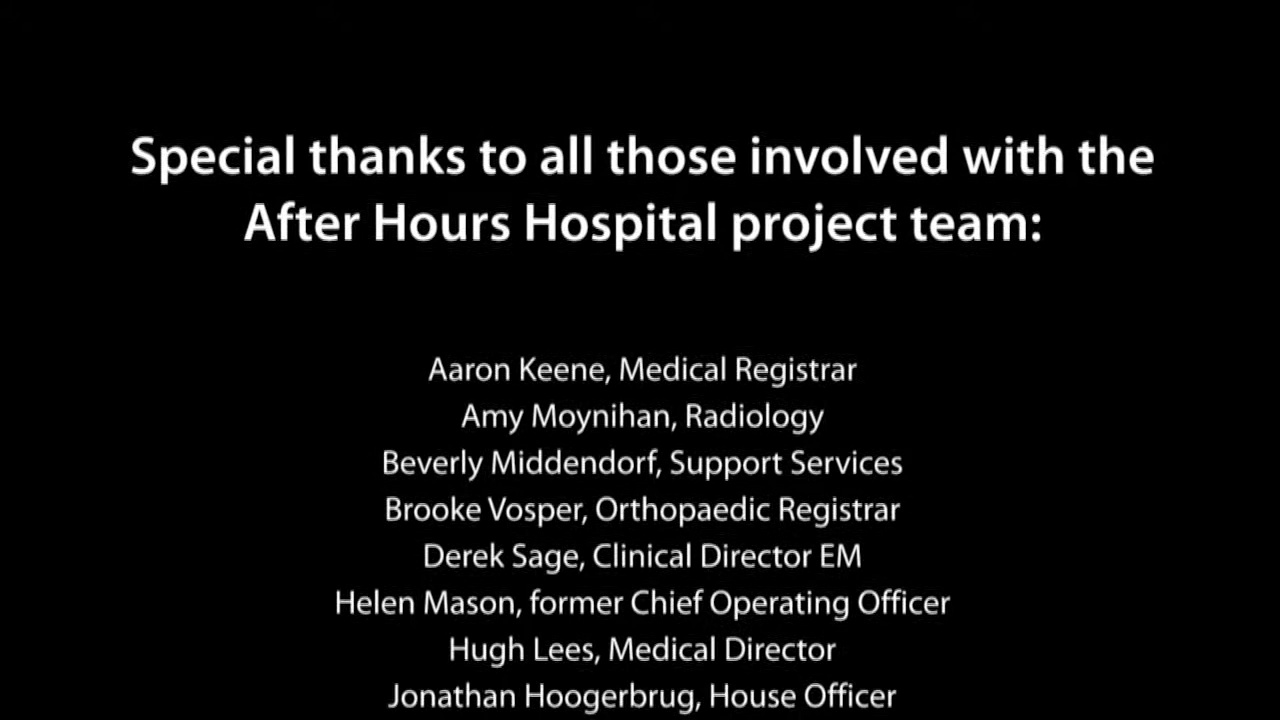 Special thanks to all those involved with the
After Hours Hospital project team:
Aaron Keene, Medical Registrar
Amy Moynihan, Radiology
Beverly Middendorf, Support Services
Brooke Vosper, Orthopaedic Registrar
Derek Sage, Clinical Director EM
Helen Mason, former Chief Operating Officer
Hugh Lees, Medical Director
Jonathan Hoogerbrug, House Officer